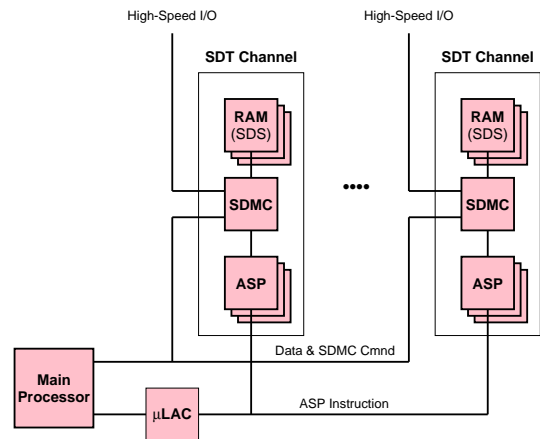 High-Speed I/O
High-Speed I/O
SDT Channel
SDT Channel
RAM
(SDS)
RAM
(SDS)
SDMC
SDMC
ASP
ASP
Data & SDMC Cmnd
Main
Processor
μLAC
ASP Instruction